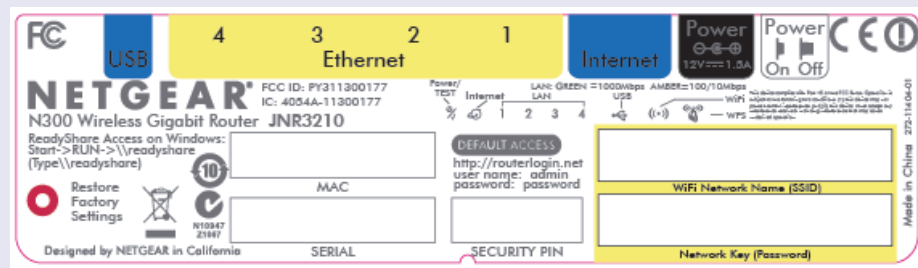 FC
USB
4 3 2 1
Ethernet
Internet
Power
12V 1.5A
Power
On Off
CE
NETGEAR®
FCC ID: PY311300177
IC: 4054A-11300177
N300 Wireless Gigabit Router JNR3210
Power/
TEST
Internet
LAN: GREEN =1000Mbps AMBER=100/10Mbps
LAN
1 2 3 4
USB
WiFi
WPS
ReadyShare Access on Windows:
Start->RUN->\\readyshare
(Type\\readyshare)
10
Restore
Factory
Settings
N10947
Z1067
MAC
SERIAL
DEFAULT ACCESS
http://routerlogin.net
user name: admin
password: password
SECURITY PIN
WiFi Network Name (SSID)
Network Key (Password)
Designed by NETGEAR in California
Made in China 272-11404-01